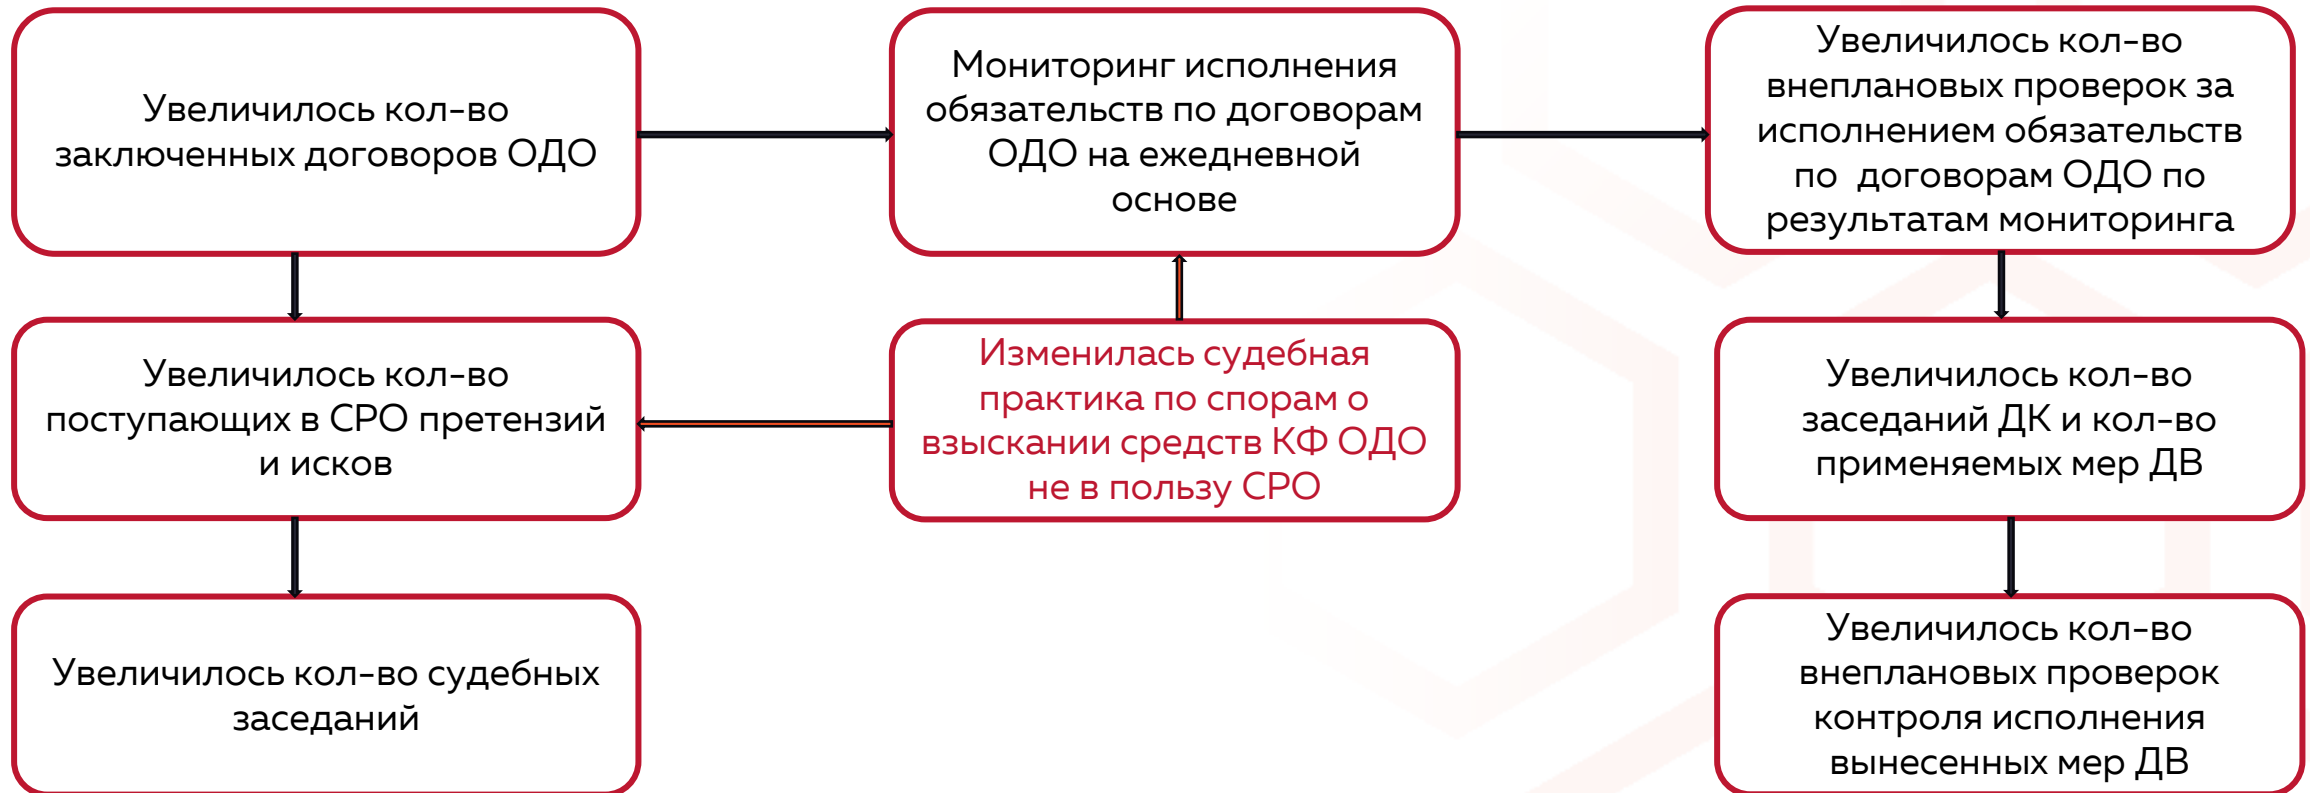 Увеличилось кол-во
заключенных договоров ОДО
Мониторинг исполнения
обязательств по договорам
ОДО на ежедневной
основе
Увеличилось кол-во
внеплановых проверок за
исполнением обязательств
по договорам ОДО по
результатам мониторинга
Увеличилось кол-во
поступающих в СРО претензий
и исков
Изменилась судебная
практика по спорам о
взыскании средств КФ ОДО
не в пользу СРО
Увеличилось кол-во
заседаний ДК и кол-во
применяемых мер ДВ
Увеличилось кол-во судебных
заседаний
Увеличилось кол-во
внеплановых проверок
контроля исполнения
вынесенных мер ДВ